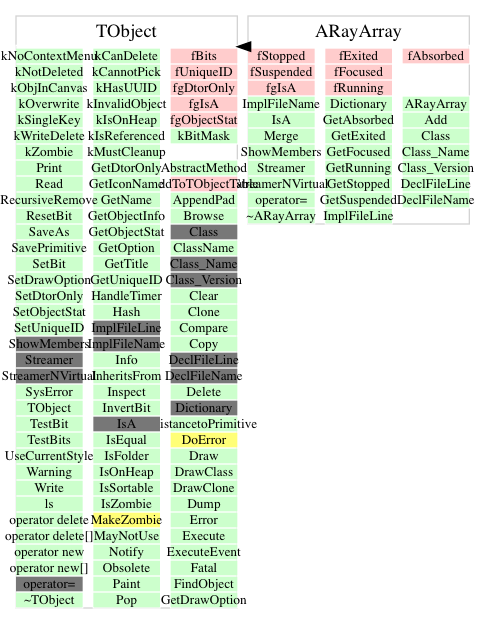 TObject ARayArray
kNoContextMenu kCanDelete fBits fStopped fExited fAbsorbed
kNotDeleted kCannotPick fUniqueID fSuspended fFocused
kObjInCanvas kHasUUID fgDtorOnly fgIsA fRunning
kOverwrite kInvalidObject fgIsA ImplFileName Dictionary ARayArray
kSingleKey kIsOnHeap fgObjectStat IsA GetAbsorbed Add
kWriteDelete kIsReferenced kBitMask Merge GetExited Class
kZombie kMustCleanup ShowMembers GetFocused Class_Name
Print GetDtorOnly AbstractMethod Streamer GetRunning Class_Version
Read GetIconName StreamerNVirtual GetStopped DeclFileLine
RecursiveRemove GetName AppendPad operator= GetSuspended DeclFileName
ResetBit GetObjectInfo Browse ~ARayArray ImplFileLine
SaveAs GetObjectStat Class
SavePrimitive GetOption ClassName
SetBit GetTitle Class_Name
SetDrawOption GetUniqueID Class_Version
SetDtorOnly HandleTimer Clear
SetObjectStat Hash Clone
SetUniqueID ImplFileLine Compare
ShowMembers ImplFileName Copy
Streamer Info DeclFileLine
StreamerNVirtual InheritsFrom DeclFileName
SysError Inspect Delete
TObject InvertBit Dictionary
TestBit IsA istancetoPrimitive
TestBits IsEqual DoError
UseCurrentStyle IsFolder Draw
Warning IsOnHeap DrawClass
Write IsSortable DrawClone
ls IsZombie Dump
operator delete MakeZombie Error
operator delete[] MayNotUse Execute
operator new Notify ExecuteEvent
operator new[] Obsolete Fatal
operator= Paint FindObject
~TObject Pop GetDrawOption